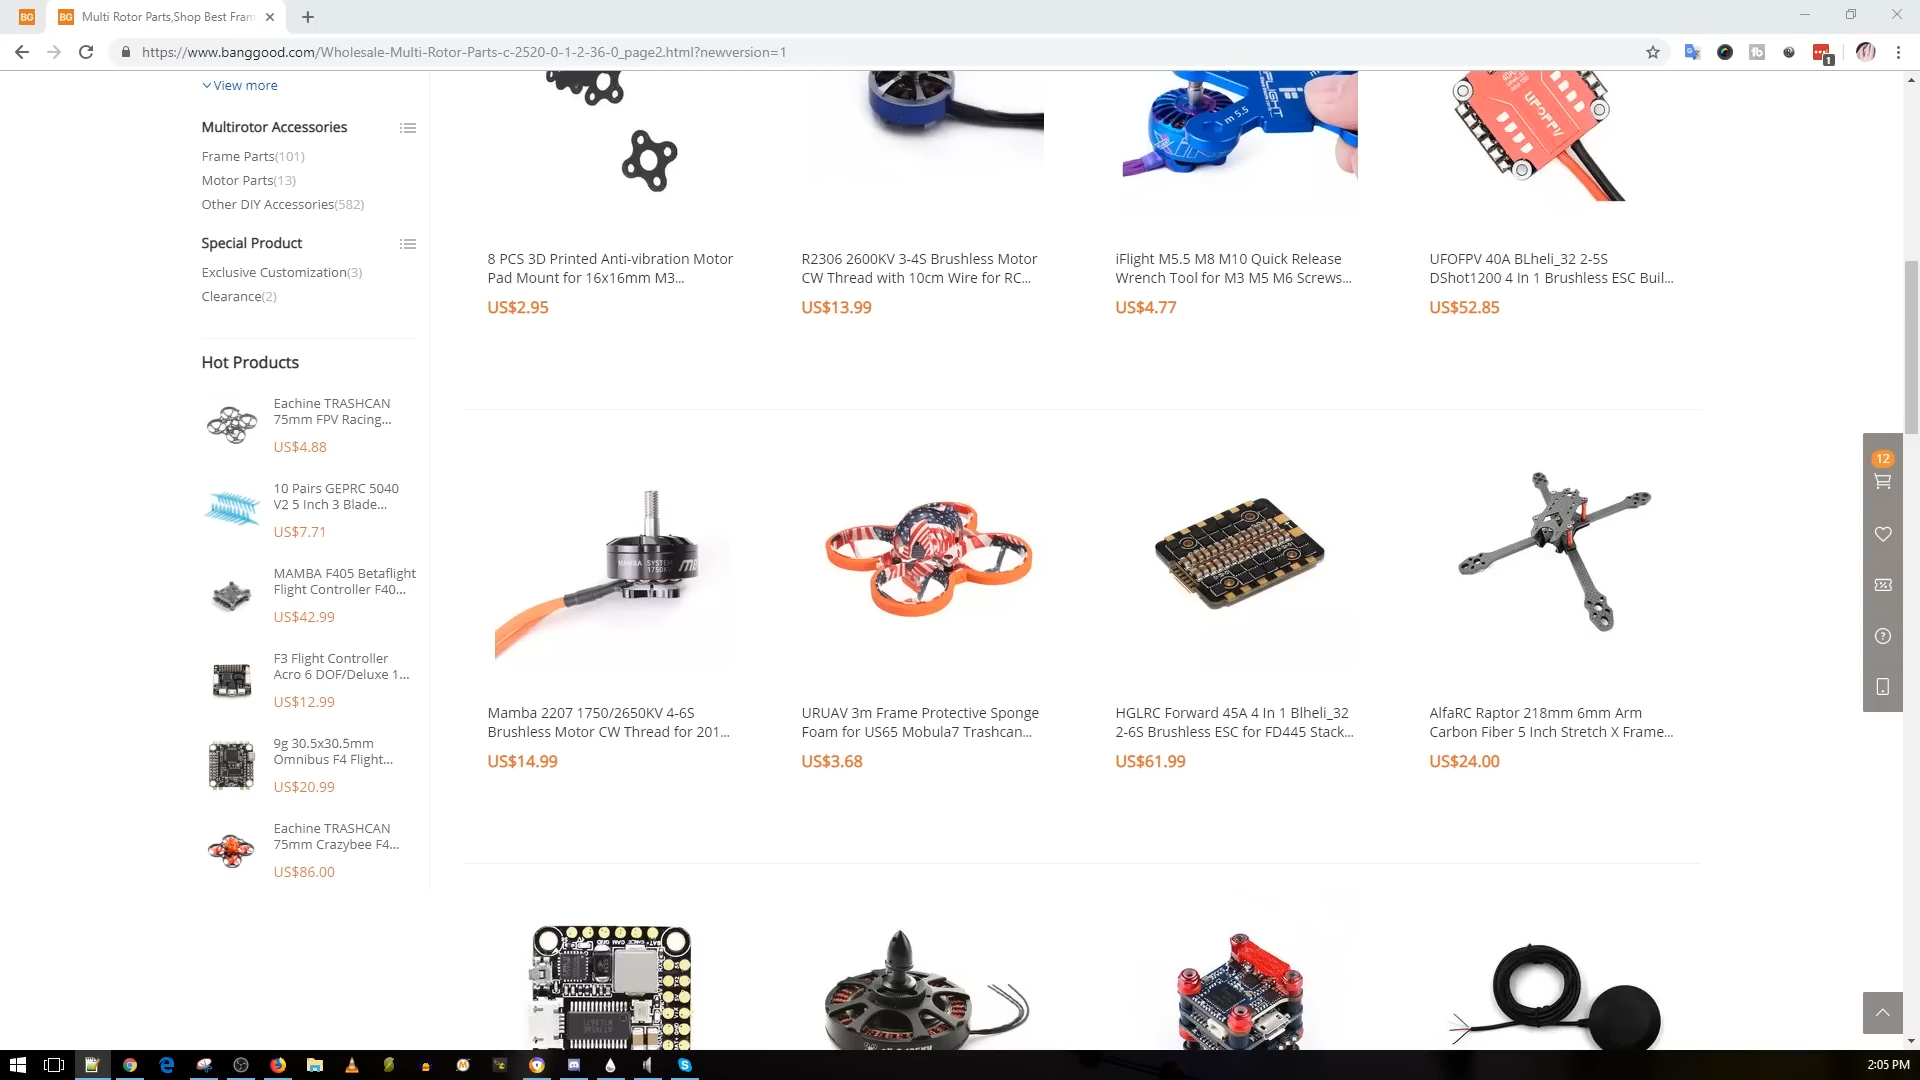 BG
BG Multi Rotor Parts,Shop Best Fram
https://www.banggood.com/Wholesale-Multi-Rotor-Parts-c-2520-0-1-2-36-0_page2.html?newversion=1
1
View more
Multirotor Accessories
Frame Parts(101)
Motor Parts(13)
Other DIY Accessories(582)
Special Product
Exclusive Customization(3)
Clearance(2)
Hot Products
Eachine TRASHCAN
75mm FPV Racing...
US$4.88
10 Pairs GEPRC 5040
V2 5 Inch 3 Blade...
US$7.71
MAMBA F405 Betaflight
Flight Controller F40...
US$42.99
F3 Flight Controller
Acro 6 DOF/Deluxe 1...
US$12.99
9g 30.5x30.5mm
Omnibus F4 Flight...
US$20.99
Eachine TRASHCAN
75mm Crazybee F4...
US$86.00
m 5.5
UFOFPV
8 PCS 3D Printed Anti-vibration Motor
Pad Mount for 16x16mm M3...
US$2.95
R2306 2600KV 3-4S Brushless Motor
CW Thread with 10cm Wire for RC...
US$13.99
iFlight M5.5 M8 M10 Quick Release
Wrench Tool for M3 M5 M6 Screws...
US$4.77
UFOFPV 40A BLheli_32 2-5S
DShot1200 4 In 1 Brushless ESC Buil...
US$52.85
MAMBA SYSTEM
1750KV
Mamba 2207 1750/2650KV 4-6S
Brushless Motor CW Thread for 201...
US$14.99
URUAV 3m Frame Protective Sponge
Foam for US65 Mobula7 Trashcan...
US$3.68
HGLRC Forward 45A 4 In 1 Blheli_32
2-6S Brushless ESC for FD445 Stack...
US$61.99
AlfaRC Raptor 218mm 6mm Arm
Carbon Fiber 5 Inch Stretch X Frame...
US$24.00
12
2:05 PM